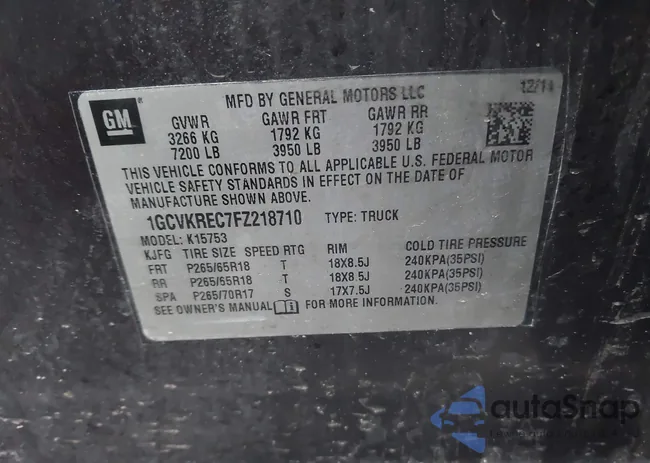 GM
®
MFD BY GENERAL MOTORS LLC
12/14
GVWR GAWR FRT GAWR RR
3266 KG 1792 KG 1792 KG
7200 LB 3950 LB 3950 LB
THIS VEHICLE CONFORMS TO ALL APPLICABLE U.S. FEDERAL MOTOR
VEHICLE SAFETY STANDARDS IN EFFECT ON THE DATE OF
MANUFACTURE SHOWN ABOVE.
1GCVKREC7FZ218710 TYPE: TRUCK
MODEL: K15753
KJFG TIRE SIZE SPEED RTG RIM COLD TIRE PRESSURE
FRT P265/65R18 T 18X8.5J 240KPA(35PSI)
RR P265/65R18 T 18X8.5J 240KPA(35PSI)
SPA P265/70R17 S 17X7.5J 240KPA(35PSI)
SEE OWNER'S MANUAL FOR MORE INFORMATION.
autoSnap